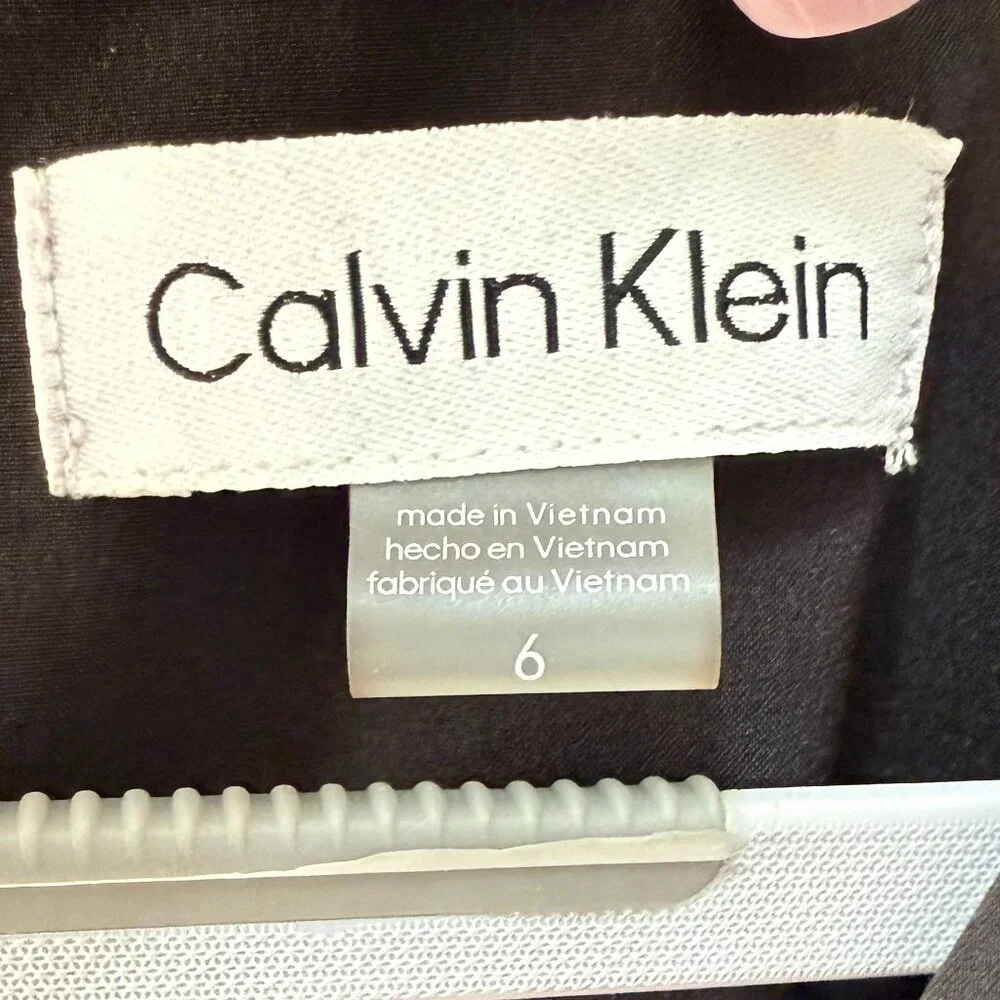 Calvin Klein
made in Vietnam
hecho en Vietnam
fabriqué au Vietnam
6